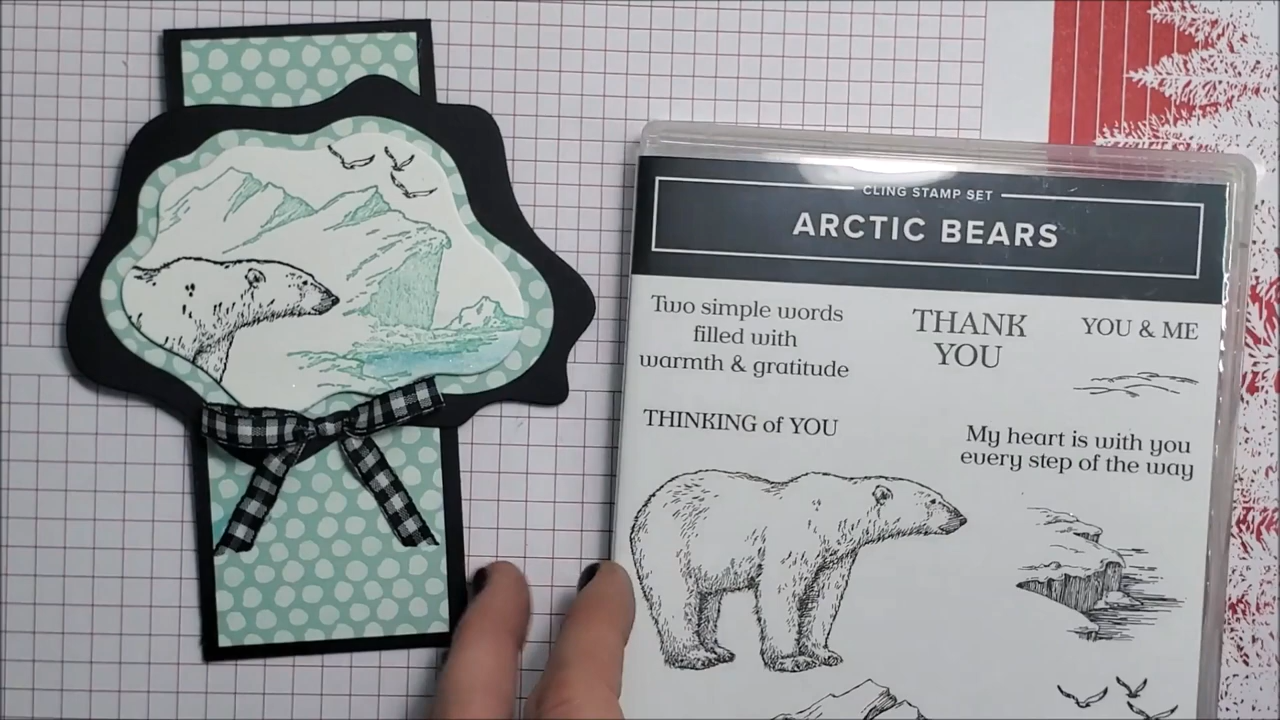 CLING STAMP SET
ARCTIC BEARS
Two simple words
filled with
warmth & gratitude
THANK
YOU
YOU & ME
THINKING of YOU
My heart is with you
every step of the way